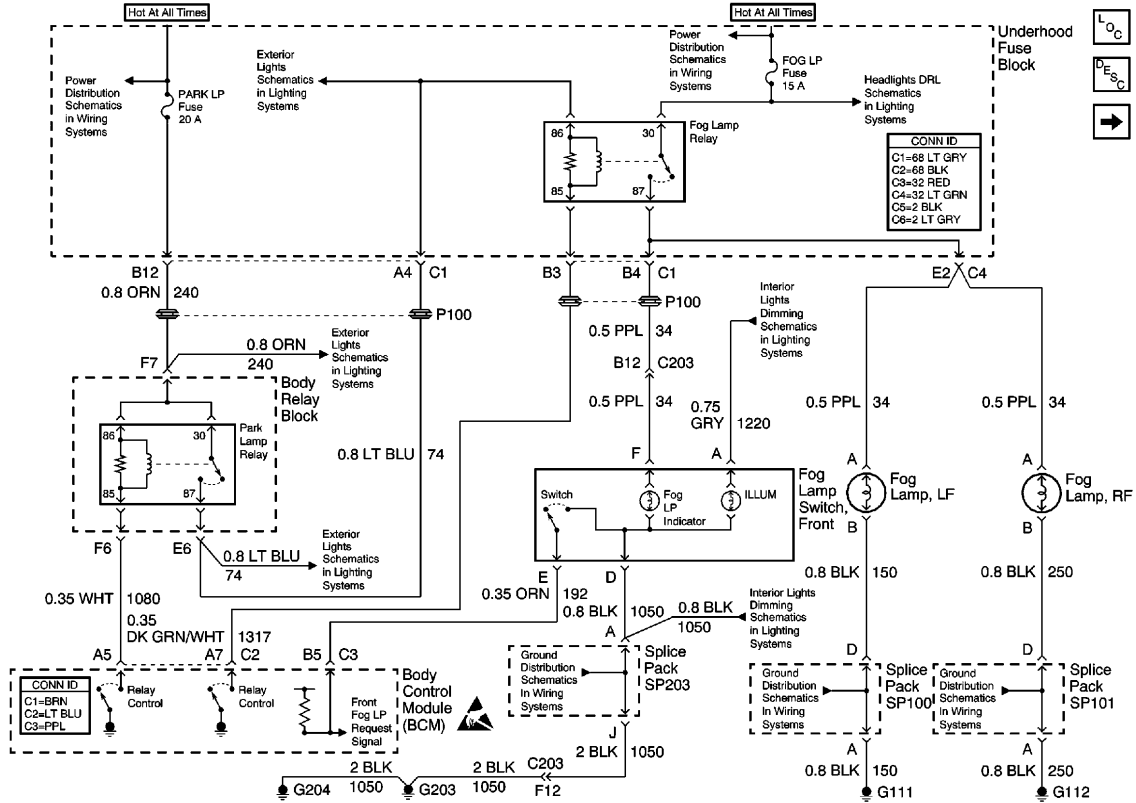 Hot At All Times
Hot At All Times
Underhood
Fuse
Block
LOC
DESC
Power
Distribution
Schematics
in Wiring
Systems
PARK LP
Fuse
20 A
Exterior
Lights
Schematics
in Lighting
Systems
Power
Distribution
Schematics
in Wiring
Systems
FOG LP
Fuse
15 A
Headlights DRL
Schematics
in Lighting
Systems
86
30
Fog Lamp
Relay
85
87
CONN ID
C1=68 LT GRY
C2=68 BLK
C3=32 RED
C4=32 LT GRN
C5=2 BLK
C6=2 LT GRY
B12
A4
C1
B3
B4
C1
E2
C4
0.8 ORN
240
P100
P100
Interior
Lights
Dimming
Schematics
in Lighting
Systems
0.5 PPL
34
B12
C203
F7
0.8 ORN
240
Exterior
Lights
Schematics
in Lighting
Systems
Body
Relay
Block
0.5 PPL
34
0.75
GRY
1220
0.5 PPL
34
0.5 PPL
34
86
30
Park
Lamp
Relay
85
87
0.8 LT BLU
74
F
A
A
A
Switch
Fog
LP
Indicator
ILLUM
Fog
Lamp
Switch,
Front
Fog
Lamp, LF
Fog
Lamp, RF
B
B
F6
E6
0.8 LT BLU
74
Exterior
Lights
Schematics
in Lighting
Systems
E
D
0.35 ORN
192
0.8 BLK
1050
0.8 BLK
1050
Interior Lights
Dimming
Schematics
in Lighting
Systems
0.8 BLK
150
0.8 BLK
250
0.35 WHT
1080
0.35
DK GRN/WHT
1317
A5
A7
C2
B5
C3
A
D
D
CONN ID
C1=BRN
C2=LT BLU
C3=PPL
Relay
Control
Relay
Control
Front
Fog LP
Request
Signal
Body
Control
Module
(BCM)
Ground
Distribution
Schematics
In Wiring
Systems
Splice
Pack
SP203
Ground
Distribution
Schematics
In Wiring
Systems
Splice
Pack
SP100
Ground
Distribution
Schematics
In Wiring
Systems
Splice
Pack
SP101
J
A
A
2 BLK
1050
G204
2 BLK
1050
G203
2 BLK
1050
C203
F12
0.8 BLK
150
G111
0.8 BLK
250
G112